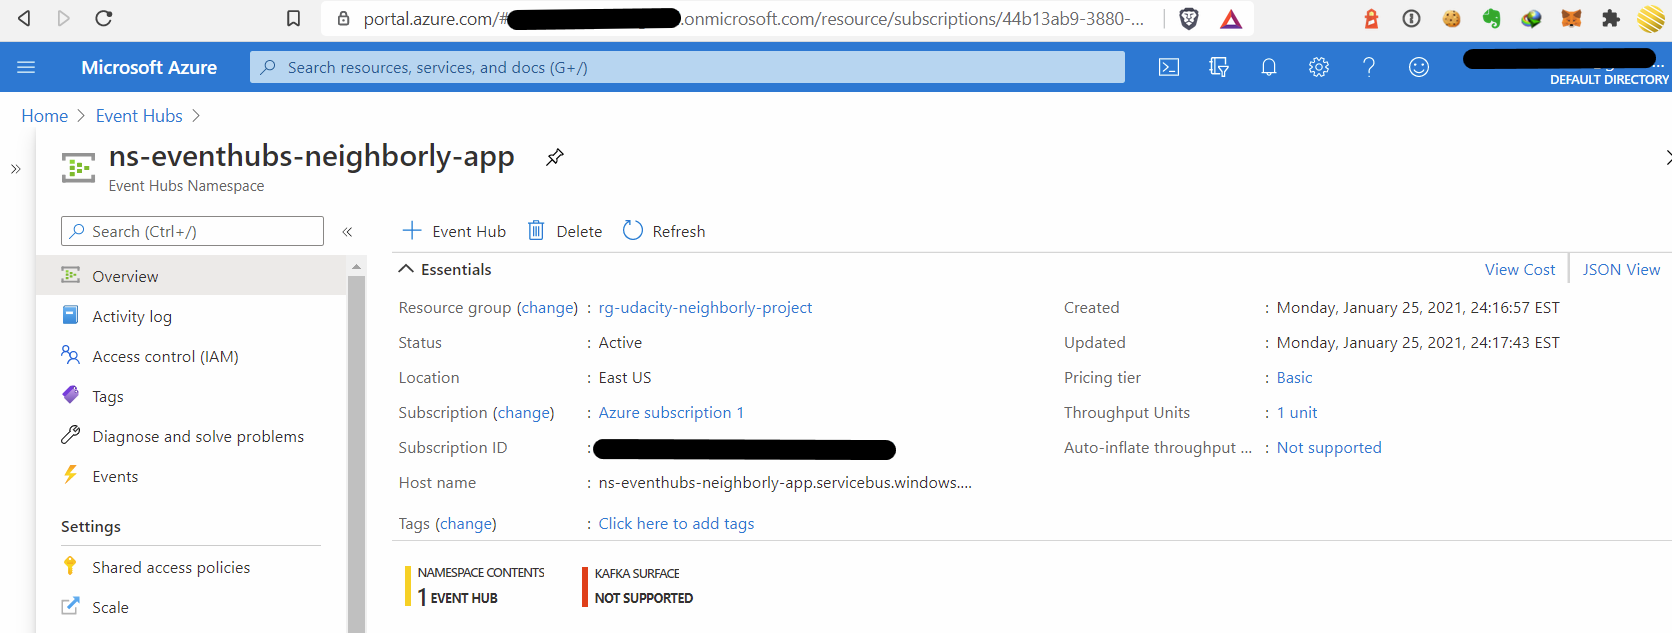 portal.azure.com/# .onmicrosoft.com/resource/subscriptions/44b13ab9-3880-...
Microsoft Azure
Search resources, services, and docs (G+/)
...
DEFAULT DIRECTORY
Home > Event Hubs >
ns-eventhubs-neighborly-app
Event Hubs Namespace
Search (Ctrl+/)
«
+ Event Hub
Delete
Refresh
»
Overview
Activity log
Access control (IAM)
Tags
Diagnose and solve problems
Events
Settings
Shared access policies
Scale
Essentials
View Cost
JSON View
Resource group (change) : rg-udacity-neighborly-project
Status : Active
Location : East US
Subscription (change) : Azure subscription 1
Subscription ID :
Host name : ns-eventhubs-neighborly-app.servicebus.windows....
Tags (change) : Click here to add tags
Created : Monday, January 25, 2021, 24:16:57 EST
Updated : Monday, January 25, 2021, 24:17:43 EST
Pricing tier : Basic
Throughput Units : 1 unit
Auto-inflate throughput ... : Not supported
NAMESPACE CONTENTS
1 EVENT HUB
KAFKA SURFACE
NOT SUPPORTED